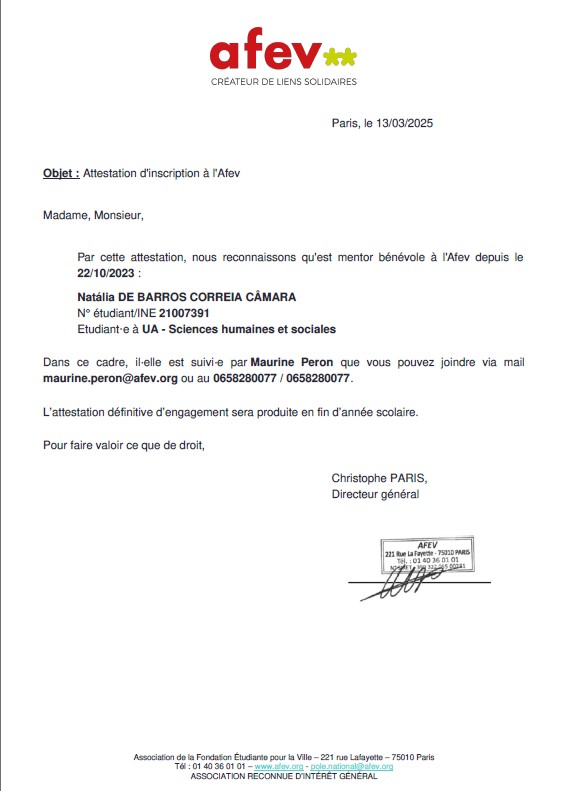 afev
CRÉATEUR DE LIENS SOLIDAIRES
Paris, le 13/03/2025
Objet : Attestation d'inscription à l'Afev
Madame, Monsieur,
Par cette attestation, nous reconnaissons qu'est mentor bénévole à l'Afev depuis le
22/10/2023 :
Natália DE BARROS CORREIA CÂMARA
N° étudiant/INE 21007391
Etudiant·e à UA - Sciences humaines et sociales
Dans ce cadre, il·elle est suivi·e par Maurine Peron que vous pouvez joindre via mail
maurine.peron@afev.org ou au 0658280077 / 0658280077.
L'attestation définitive d'engagement sera produite en fin d'année scolaire.
Pour faire valoir ce que de droit,
Christophe PARIS,
Directeur général
AFEV
221 Rue La Fayette - 75010 PARIS
Tél. : 01 40 36 01 01
Association de la Fondation Étudiante pour la Ville – 221 rue Lafayette – 75010 Paris
Tél : 01 40 36 01 01 – www.afev.org - pole.national@afev.org
ASSOCIATION RECONNUE D'INTÉRÊT GÉNÉRAL